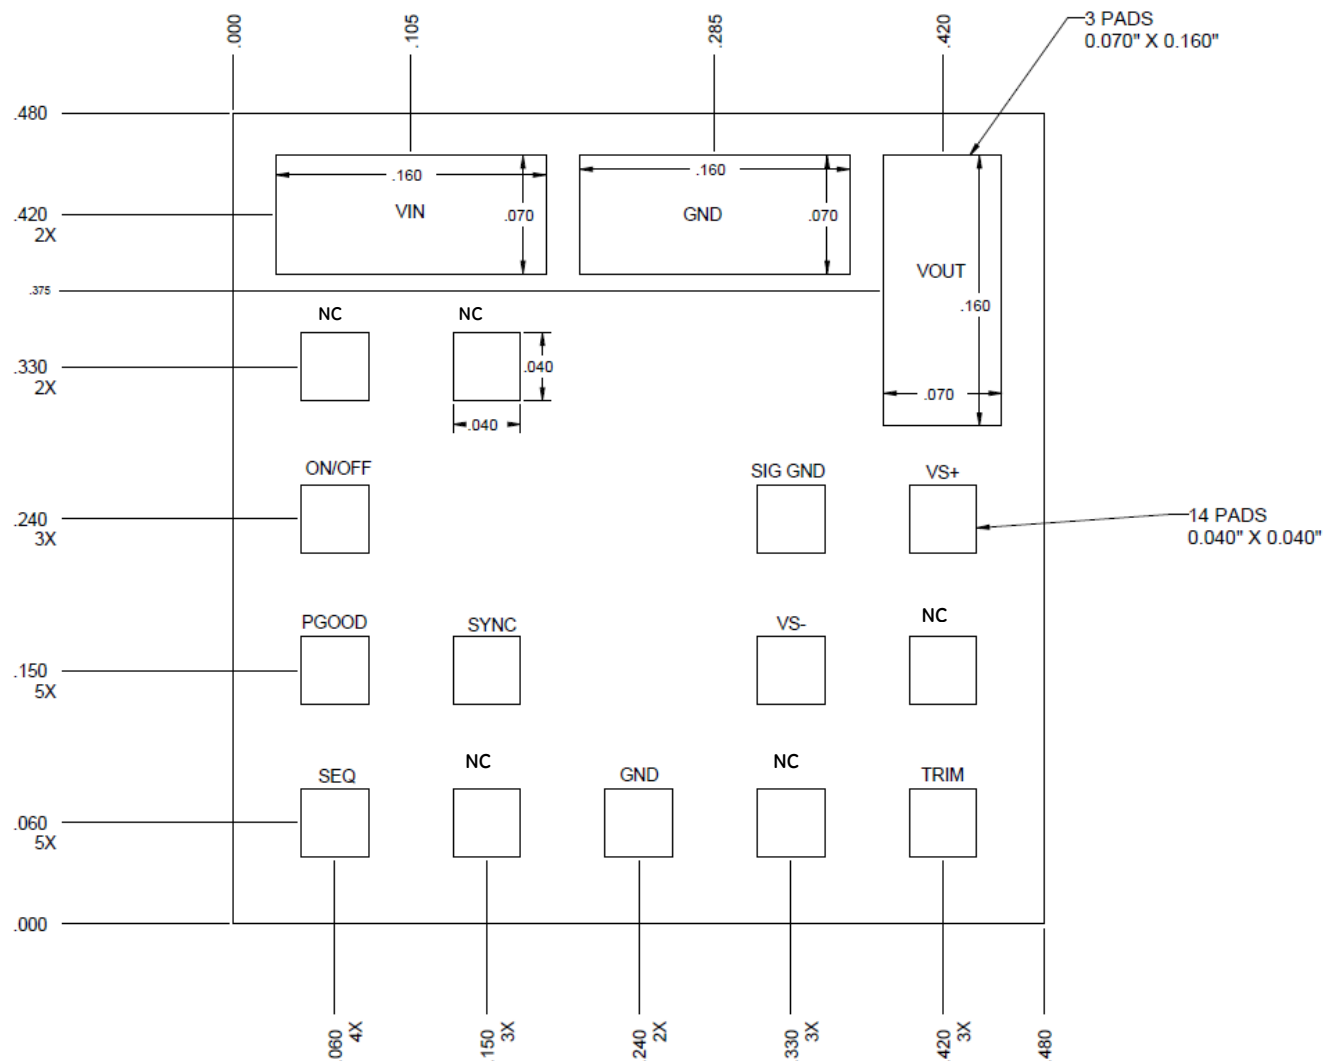 .000
.105
.285
.420
3 PADS
0.070" X 0.160"
.480
.160
.160
.420
2X
VIN
.070
GND
.070
VOUT
.375
.160
NC
NC
.330
2X
.040
.070
.040
ON/OFF
SIG GND
VS+
.240
3X
14 PADS
0.040" X 0.040"
PGOOD
SYNC
VS-
NC
.150
5X
SEQ
NC
GND
NC
TRIM
.060
5X
.000
.060
4X
.150
3X
.240
2X
.330
3X
.420
3X
.480